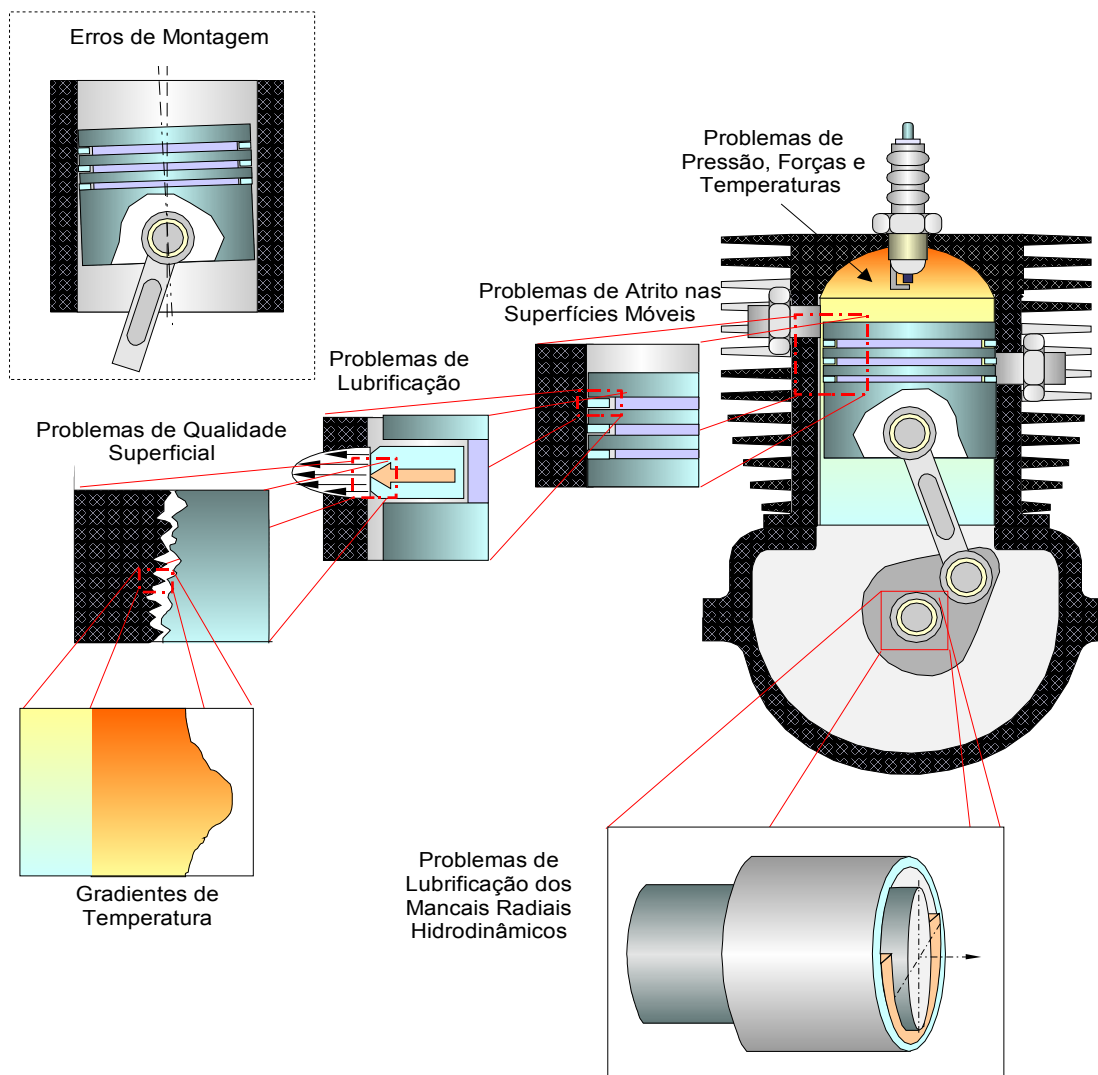 Erros de Montagem
Problemas de
Pressão, Forças e
Temperaturas
Problemas de Atrito nas
Superfícies Móveis
Problemas de
Lubrificação
Problemas de Qualidade
Superficial
Gradientes de
Temperatura
Problemas de
Lubrificação dos
Mancais Radiais
Hidrodinâmicos